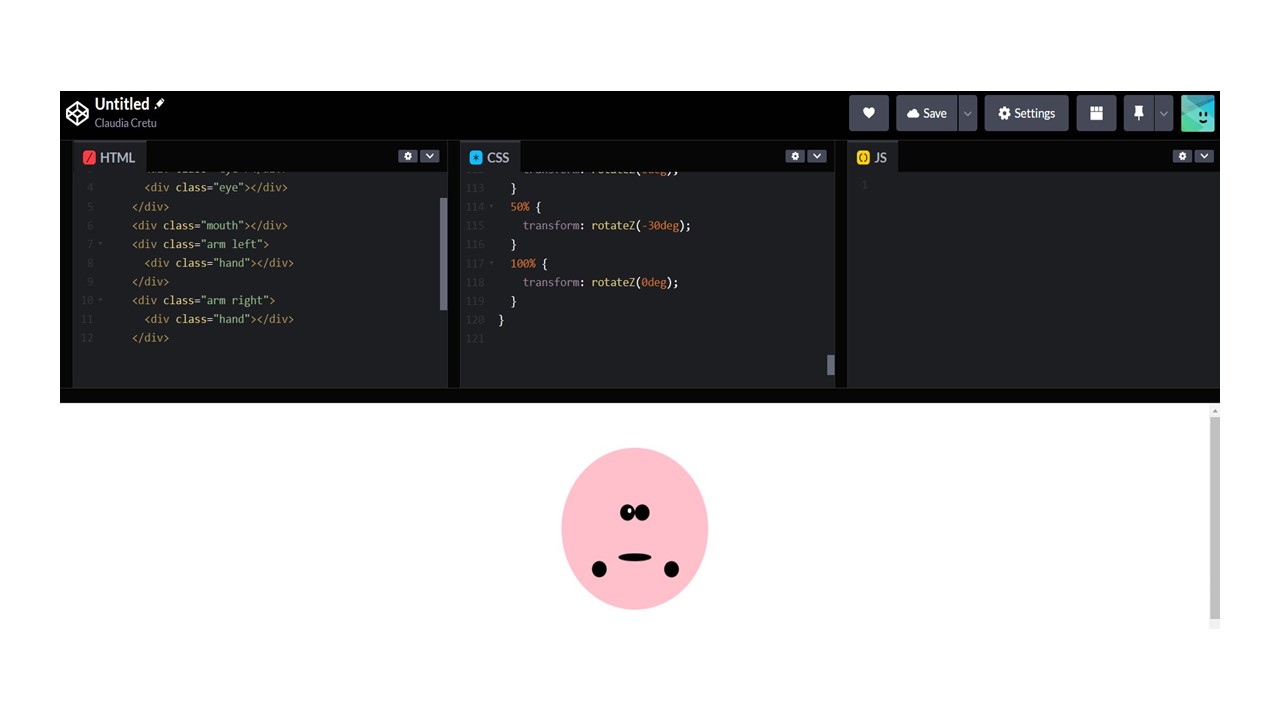 Untitled
Claudia Cretu
Save
Settings
HTML
4 <div class="eye"></div>
5 </div>
6 <div class="mouth"></div>
7 <div class="arm left">
8 <div class="hand"></div>
9 </div>
10 <div class="arm right">
11 <div class="hand"></div>
12 </div>
CSS
113 }
114 50% {
115 transform: rotateZ(-30deg);
116 }
117 100% {
118 transform: rotateZ(0deg);
119 }
120 }
121
JS
1